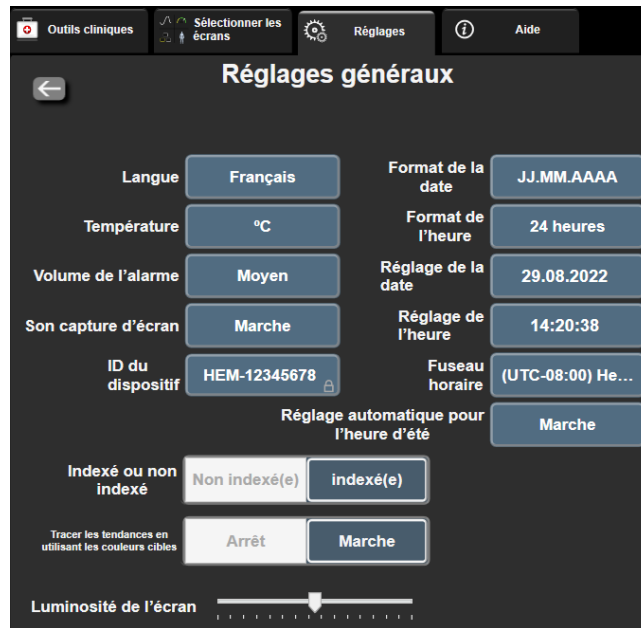 Outils cliniques
Sélectionner les
écrans
Réglages
Aide
Réglages généraux
Langue
Français
Format de la
date
JJ.MM.AAAA
Température
ºC
Format de
l’heure
24 heures
Volume de l’alarme
Moyen
Réglage de la
date
29.08.2022
Son capture d’écran
Marche
Réglage de
l’heure
14:20:38
ID du
dispositif
HEM-12345678
Fuseau
horaire
(UTC-08:00) He...
Réglage automatique pour
l’heure d’été
Marche
Indexé ou non
indexé
Non indexé(e)
indexé(e)
Tracer les tendances en
utilisant les couleurs cibles
Arrêt
Marche
Luminosité de l’écran